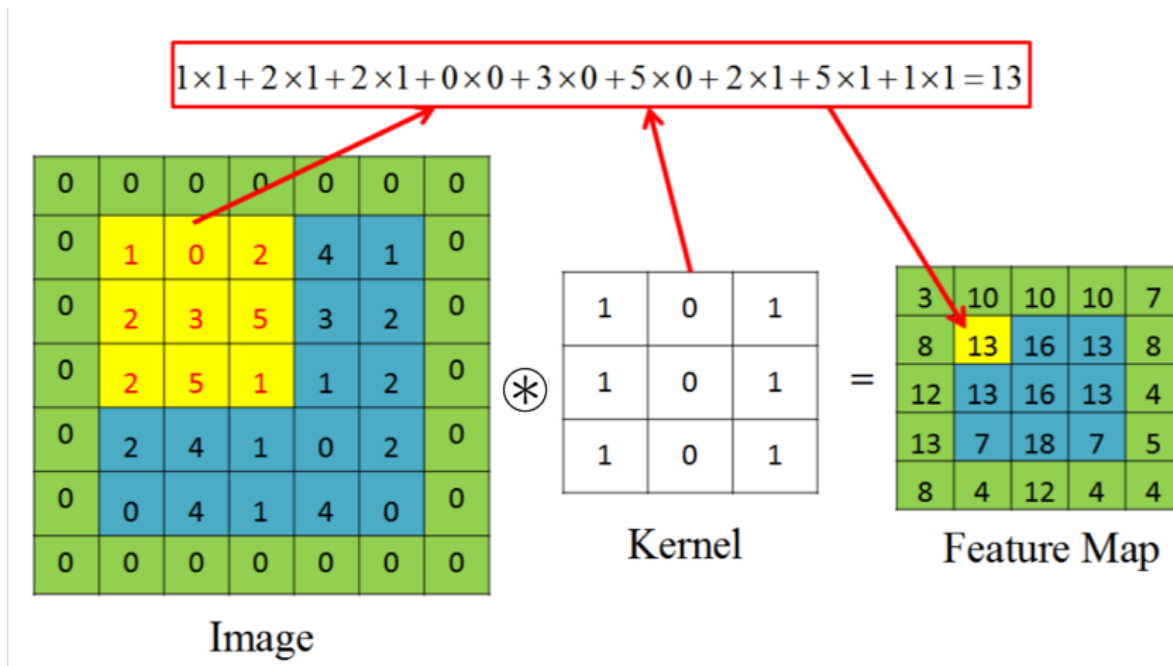 1×1+2×1+2×1+0×0+3×0+5×0+2×1+5×1+1×1=13
0 0 0 0 0 0 0
0 1 0 2 4 1 0
0 2 3 5 3 2 0
0 2 5 1 1 2 0
0 2 4 1 0 2 0
0 0 4 1 4 0 0
0 0 0 0 0 0 0
Image
⊛
1 0 1
1 0 1
1 0 1
Kernel
=
3 10 10 10 7
8 13 16 13 8
12 13 16 13 4
13 7 18 7 5
8 4 12 4 4
Feature Map